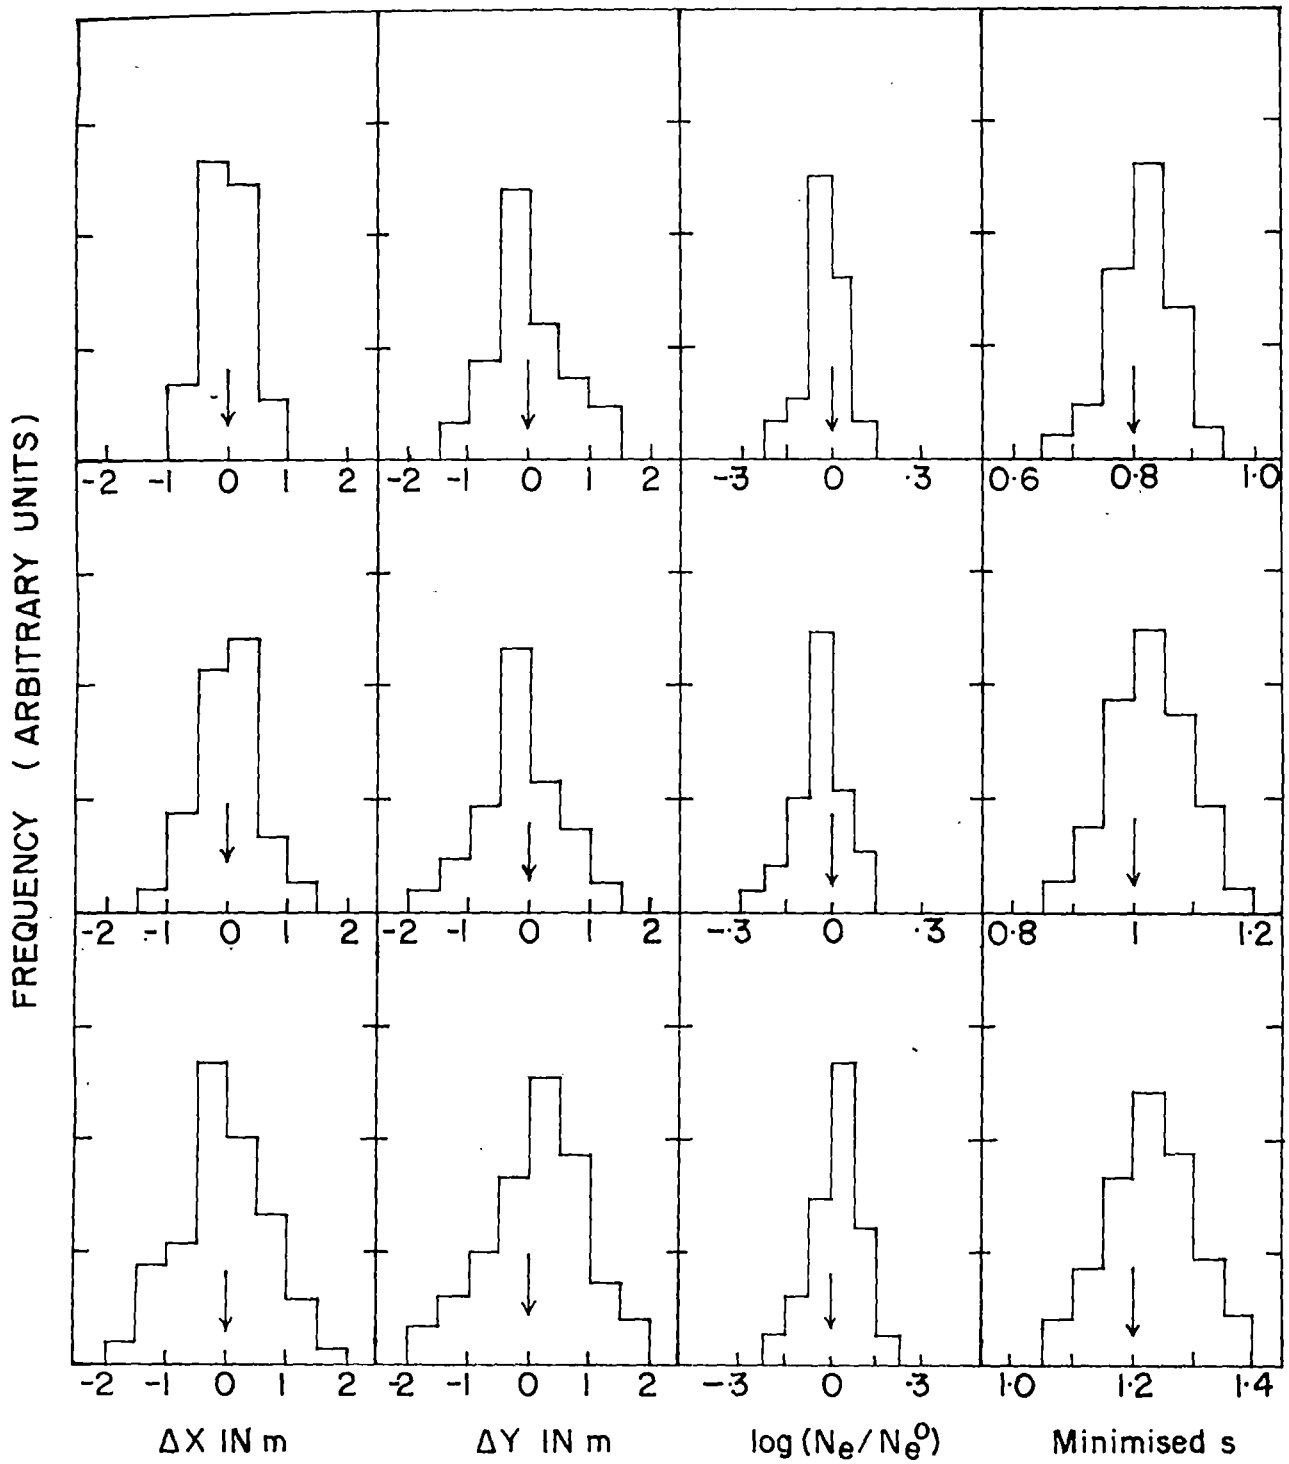 FREQUENCY (ARBITRARY UNITS)
-2 -1 0 1 2 -2 -1 0 1 2 -·3 0 ·3 0·6 0·8 1·0
-2 -1 0 1 2 -2 -1 0 1 2 -·3 0 ·3 0·8 1 1·2
-2 -1 0 1 2 -2 -1 0 1 2 -·3 0 ·3 1·0 1·2 1·4
ΔX IN m ΔY IN m log (Ne/Ne⁰) Minimised s